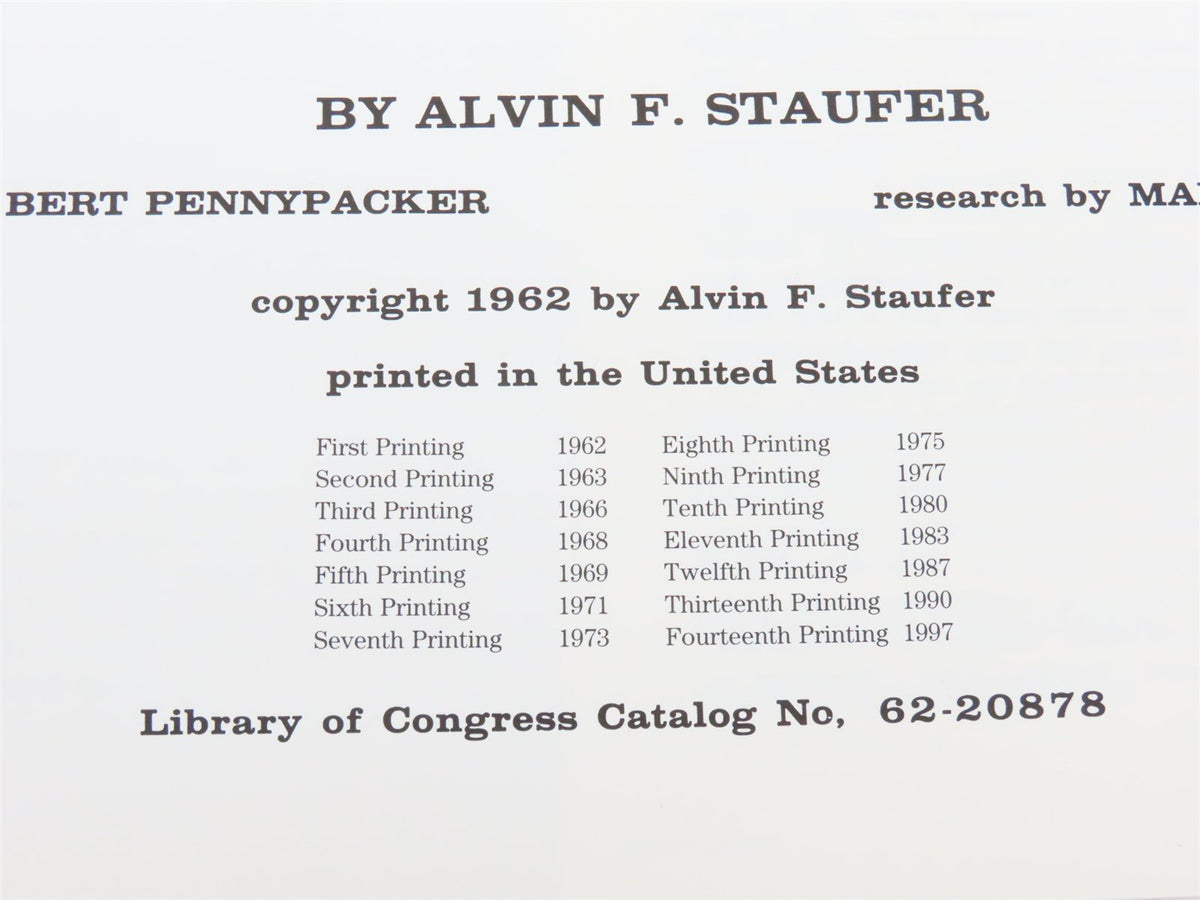 BY ALVIN F. STAUFER
BERT PENNYPACKER research by
copyright 1962 by Alvin F. Staufer
printed in the United States
First Printing 1962 Eighth Printing 1975
Second Printing 1963 Ninth Printing 1977
Third Printing 1966 Tenth Printing 1980
Fourth Printing 1968 Eleventh Printing 1983
Fifth Printing 1969 Twelfth Printing 1987
Sixth Printing 1971 Thirteenth Printing 1990
Seventh Printing 1973 Fourteenth Printing 1997
Library of Congress Catalog No, 62-20878